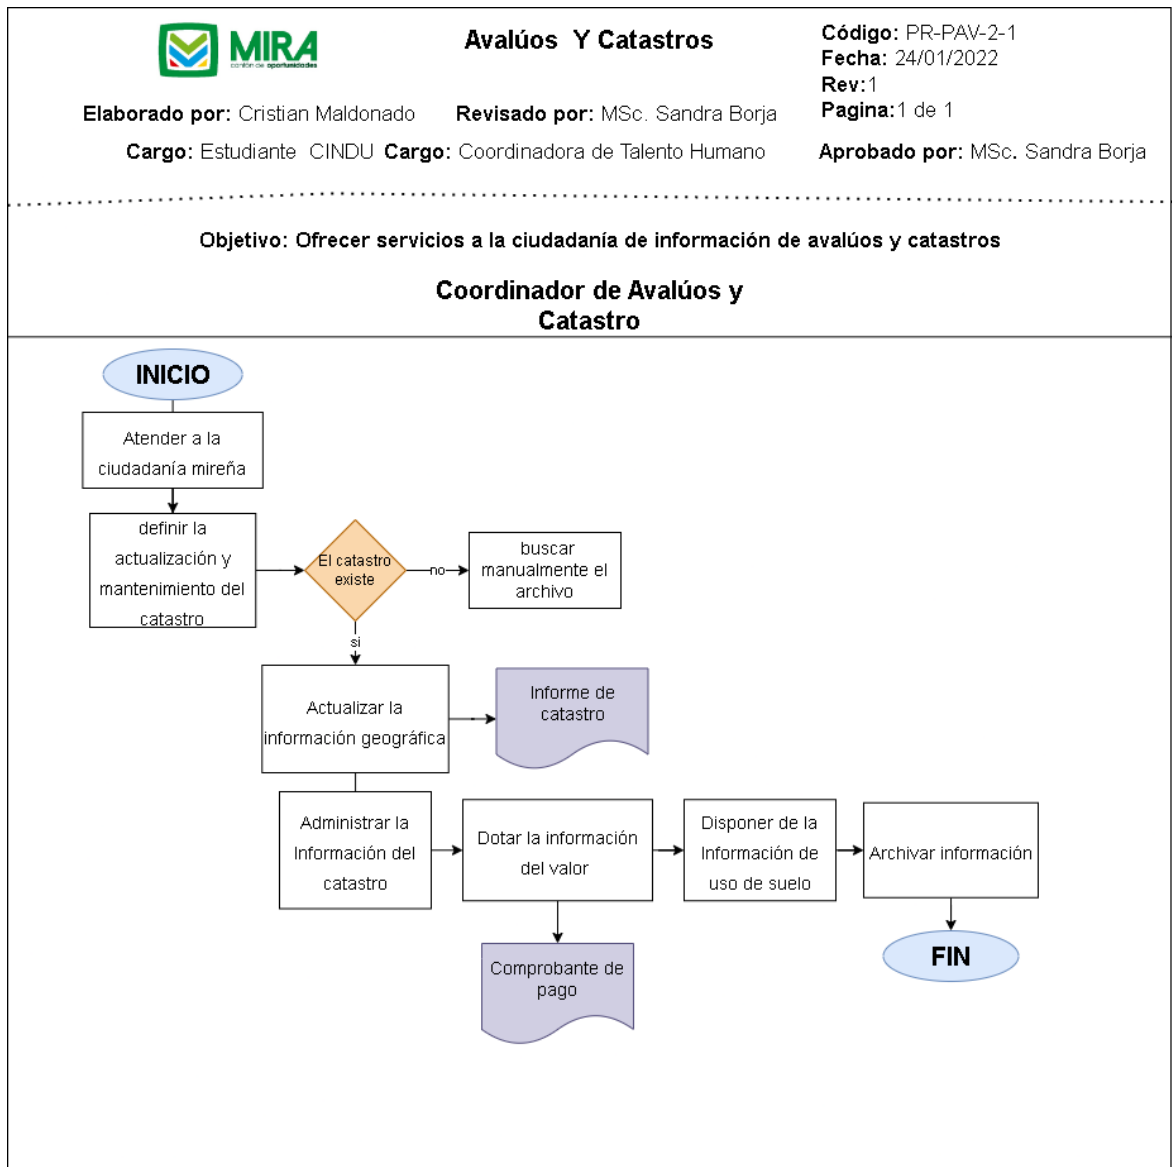 MIRA
cantón de oportunidades
Avalúos Y Catastros
Código: PR-PAV-2-1
Fecha: 24/01/2022
Rev:1
Pagina:1 de 1
Elaborado por: Cristian Maldonado
Revisado por: MSc. Sandra Borja
Cargo: Estudiante CINDU
Cargo: Coordinadora de Talento Humano
Aprobado por: MSc. Sandra Borja
Objetivo: Ofrecer servicios a la ciudadanía de información de avalúos y catastros
Coordinador de Avalúos y
Catastro
INICIO
Atender a la
ciudadanía mireña
definir la
actualización y
mantenimiento del
catastro
El catastro
existe
no
buscar
manualmente el
archivo
si
Actualizar la
información geográfica
Informe de
catastro
Administrar la
Información del
catastro
Dotar la información
del valor
Disponer de la
Información de
uso de suelo
Archivar información
Comprobante de
pago
FIN